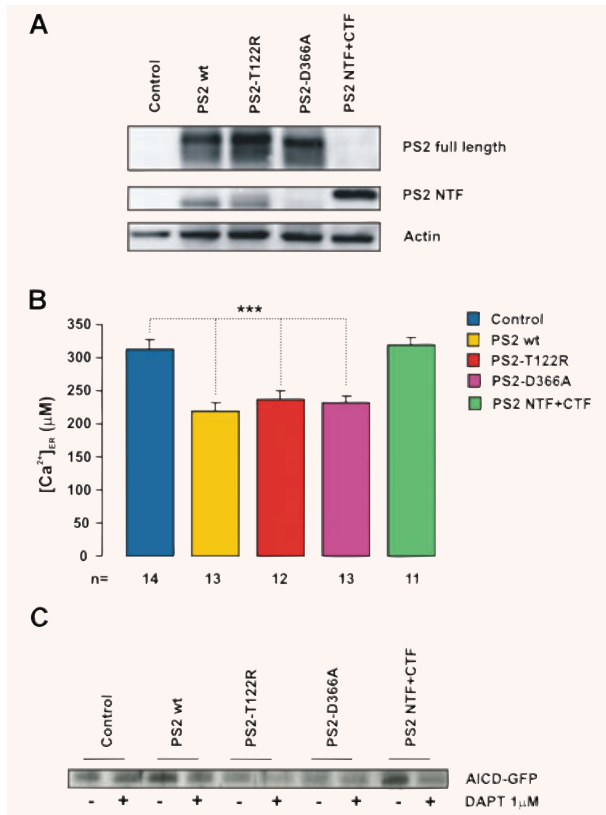 A
Control
PS2 wt
PS2-T122R
PS2-D366A
PS2 NTF+CTF
PS2 full length
PS2 NTF
Actin
B
***
350
300
250
200
150
100
50
0
[Ca²⁺]ER (μM)
Control
PS2 wt
PS2-T122R
PS2-D366A
PS2 NTF+CTF
n= 14 13 12 13 11
C
Control
PS2 wt
PS2-T122R
PS2-D366A
PS2 NTF+CTF
AICD-GFP
- + - + - + - + - + DAPT 1μM